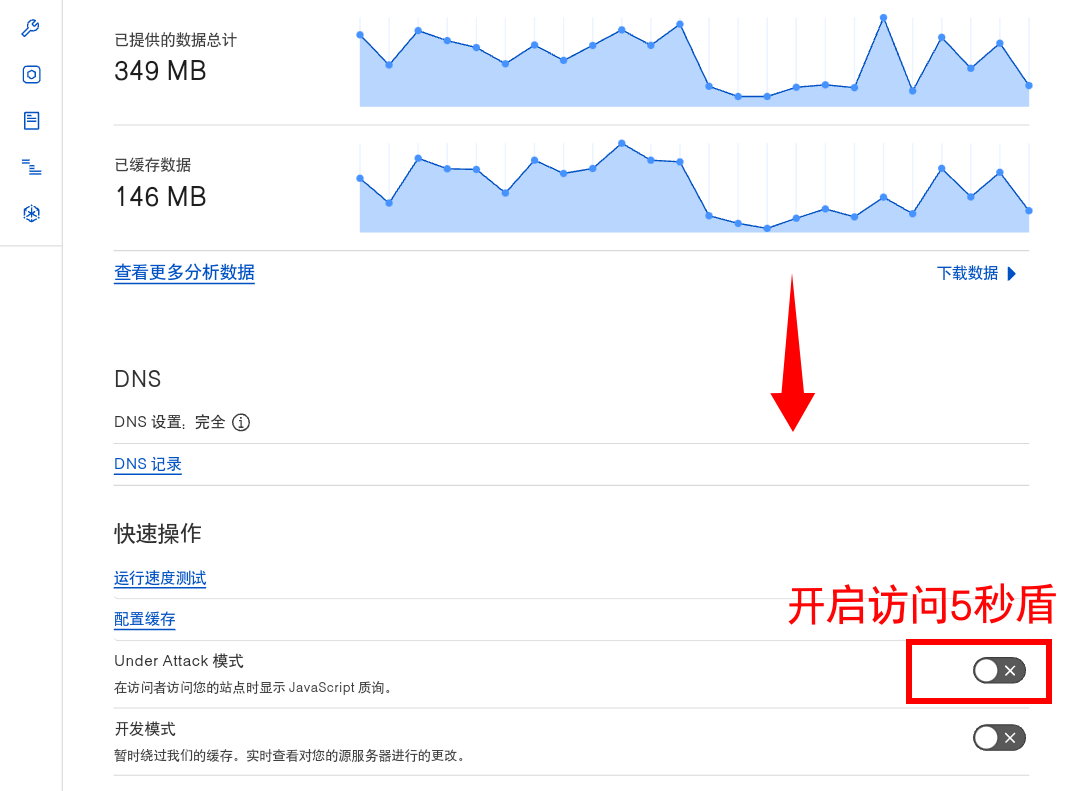 已提供的数据总计
349 MB
已缓存数据
146 MB
查看更多分析数据
下载数据
DNS
DNS 设置:完全
DNS 记录
快速操作
运行速度测试
开启访问5秒盾
配置缓存
Under Attack 模式
在访问者访问您的站点时显示 JavaScript 质询。
开发模式
暂时绕过我们的缓存。实时查看对您的源服务器进行的更改。